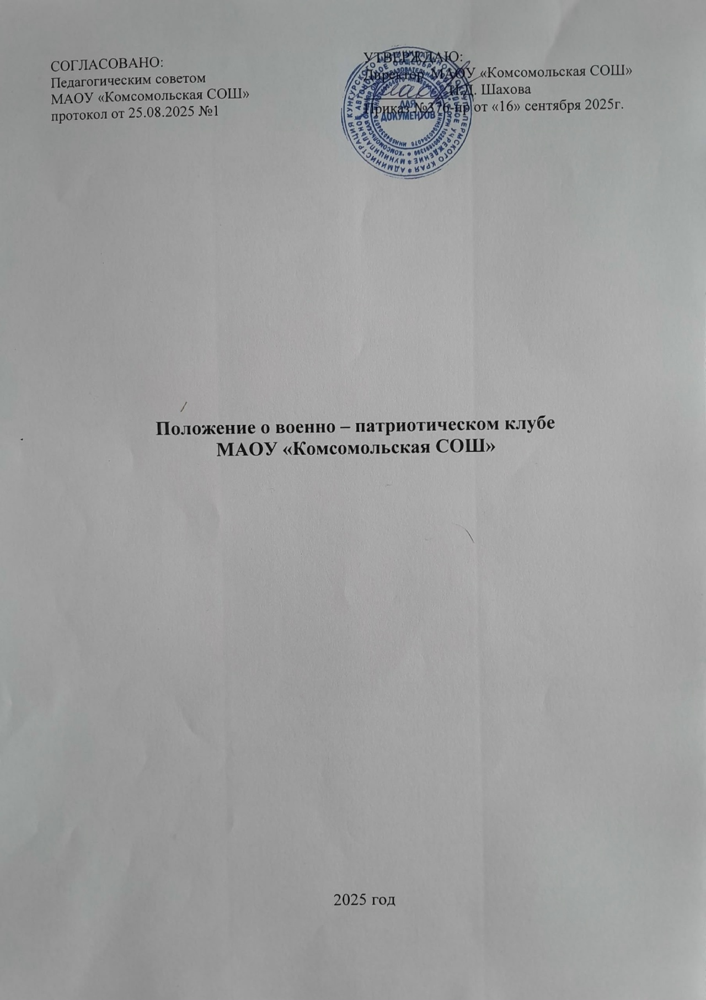 СОГЛАСОВАНО:
Педагогическим советом
МАОУ «Комсомольская СОШ»
протокол от 25.08.2025 №1
УТВЕРЖДАЮ:
Директор МАОУ «Комсомольская СОШ»
И.Д. Шахова
Приказ №376-пр от «16» сентября 2025г.
ДЛЯ
ДОКУМЕНТОВ
Положение о военно – патриотическом клубе
МАОУ «Комсомольская СОШ»
2025 год